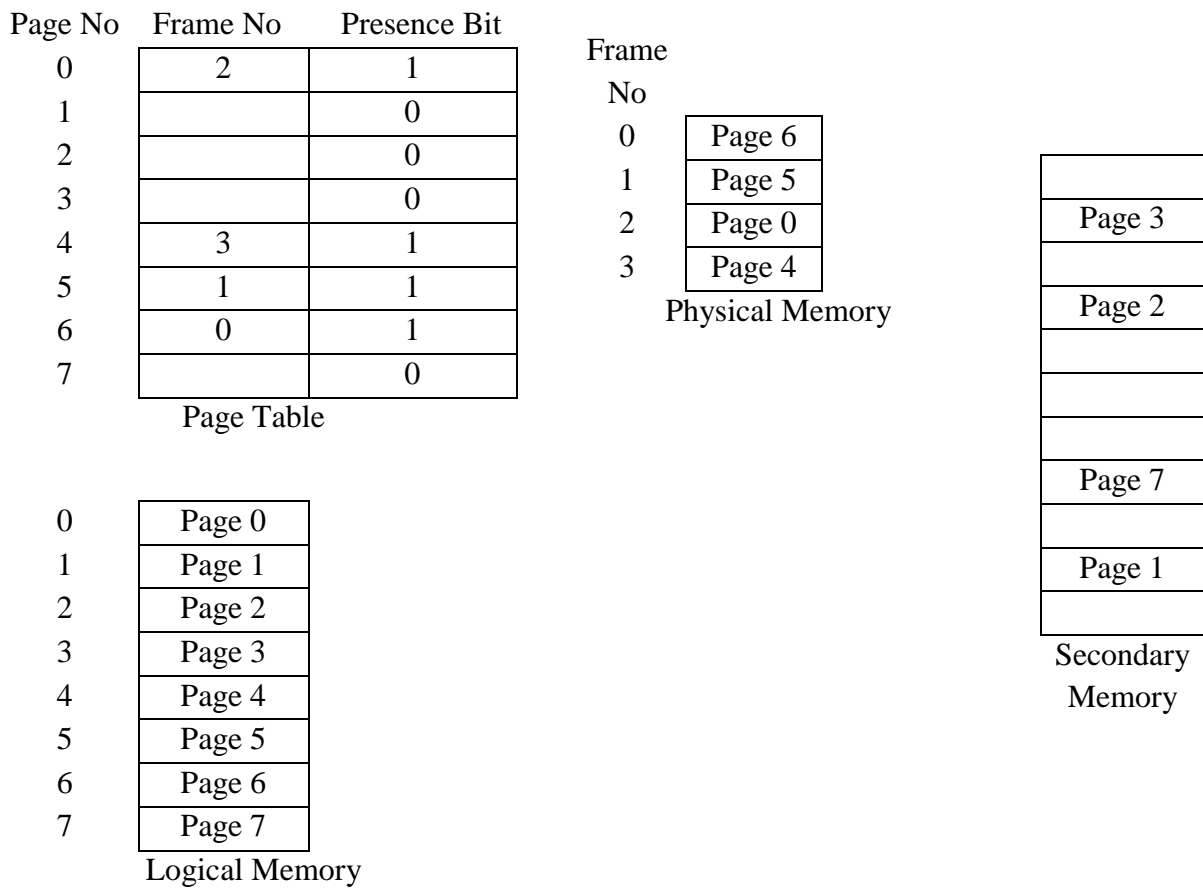 Page No Frame No Presence Bit
0 2 1
1 0
2 0
3 0
4 3 1
5 1 1
6 0 1
7 0
Page Table
Frame
No
0 Page 6
1 Page 5
2 Page 0
3 Page 4
Physical Memory
Page 3
Page 2
Page 7
Page 1
Secondary
Memory
0 Page 0
1 Page 1
2 Page 2
3 Page 3
4 Page 4
5 Page 5
6 Page 6
7 Page 7
Logical Memory